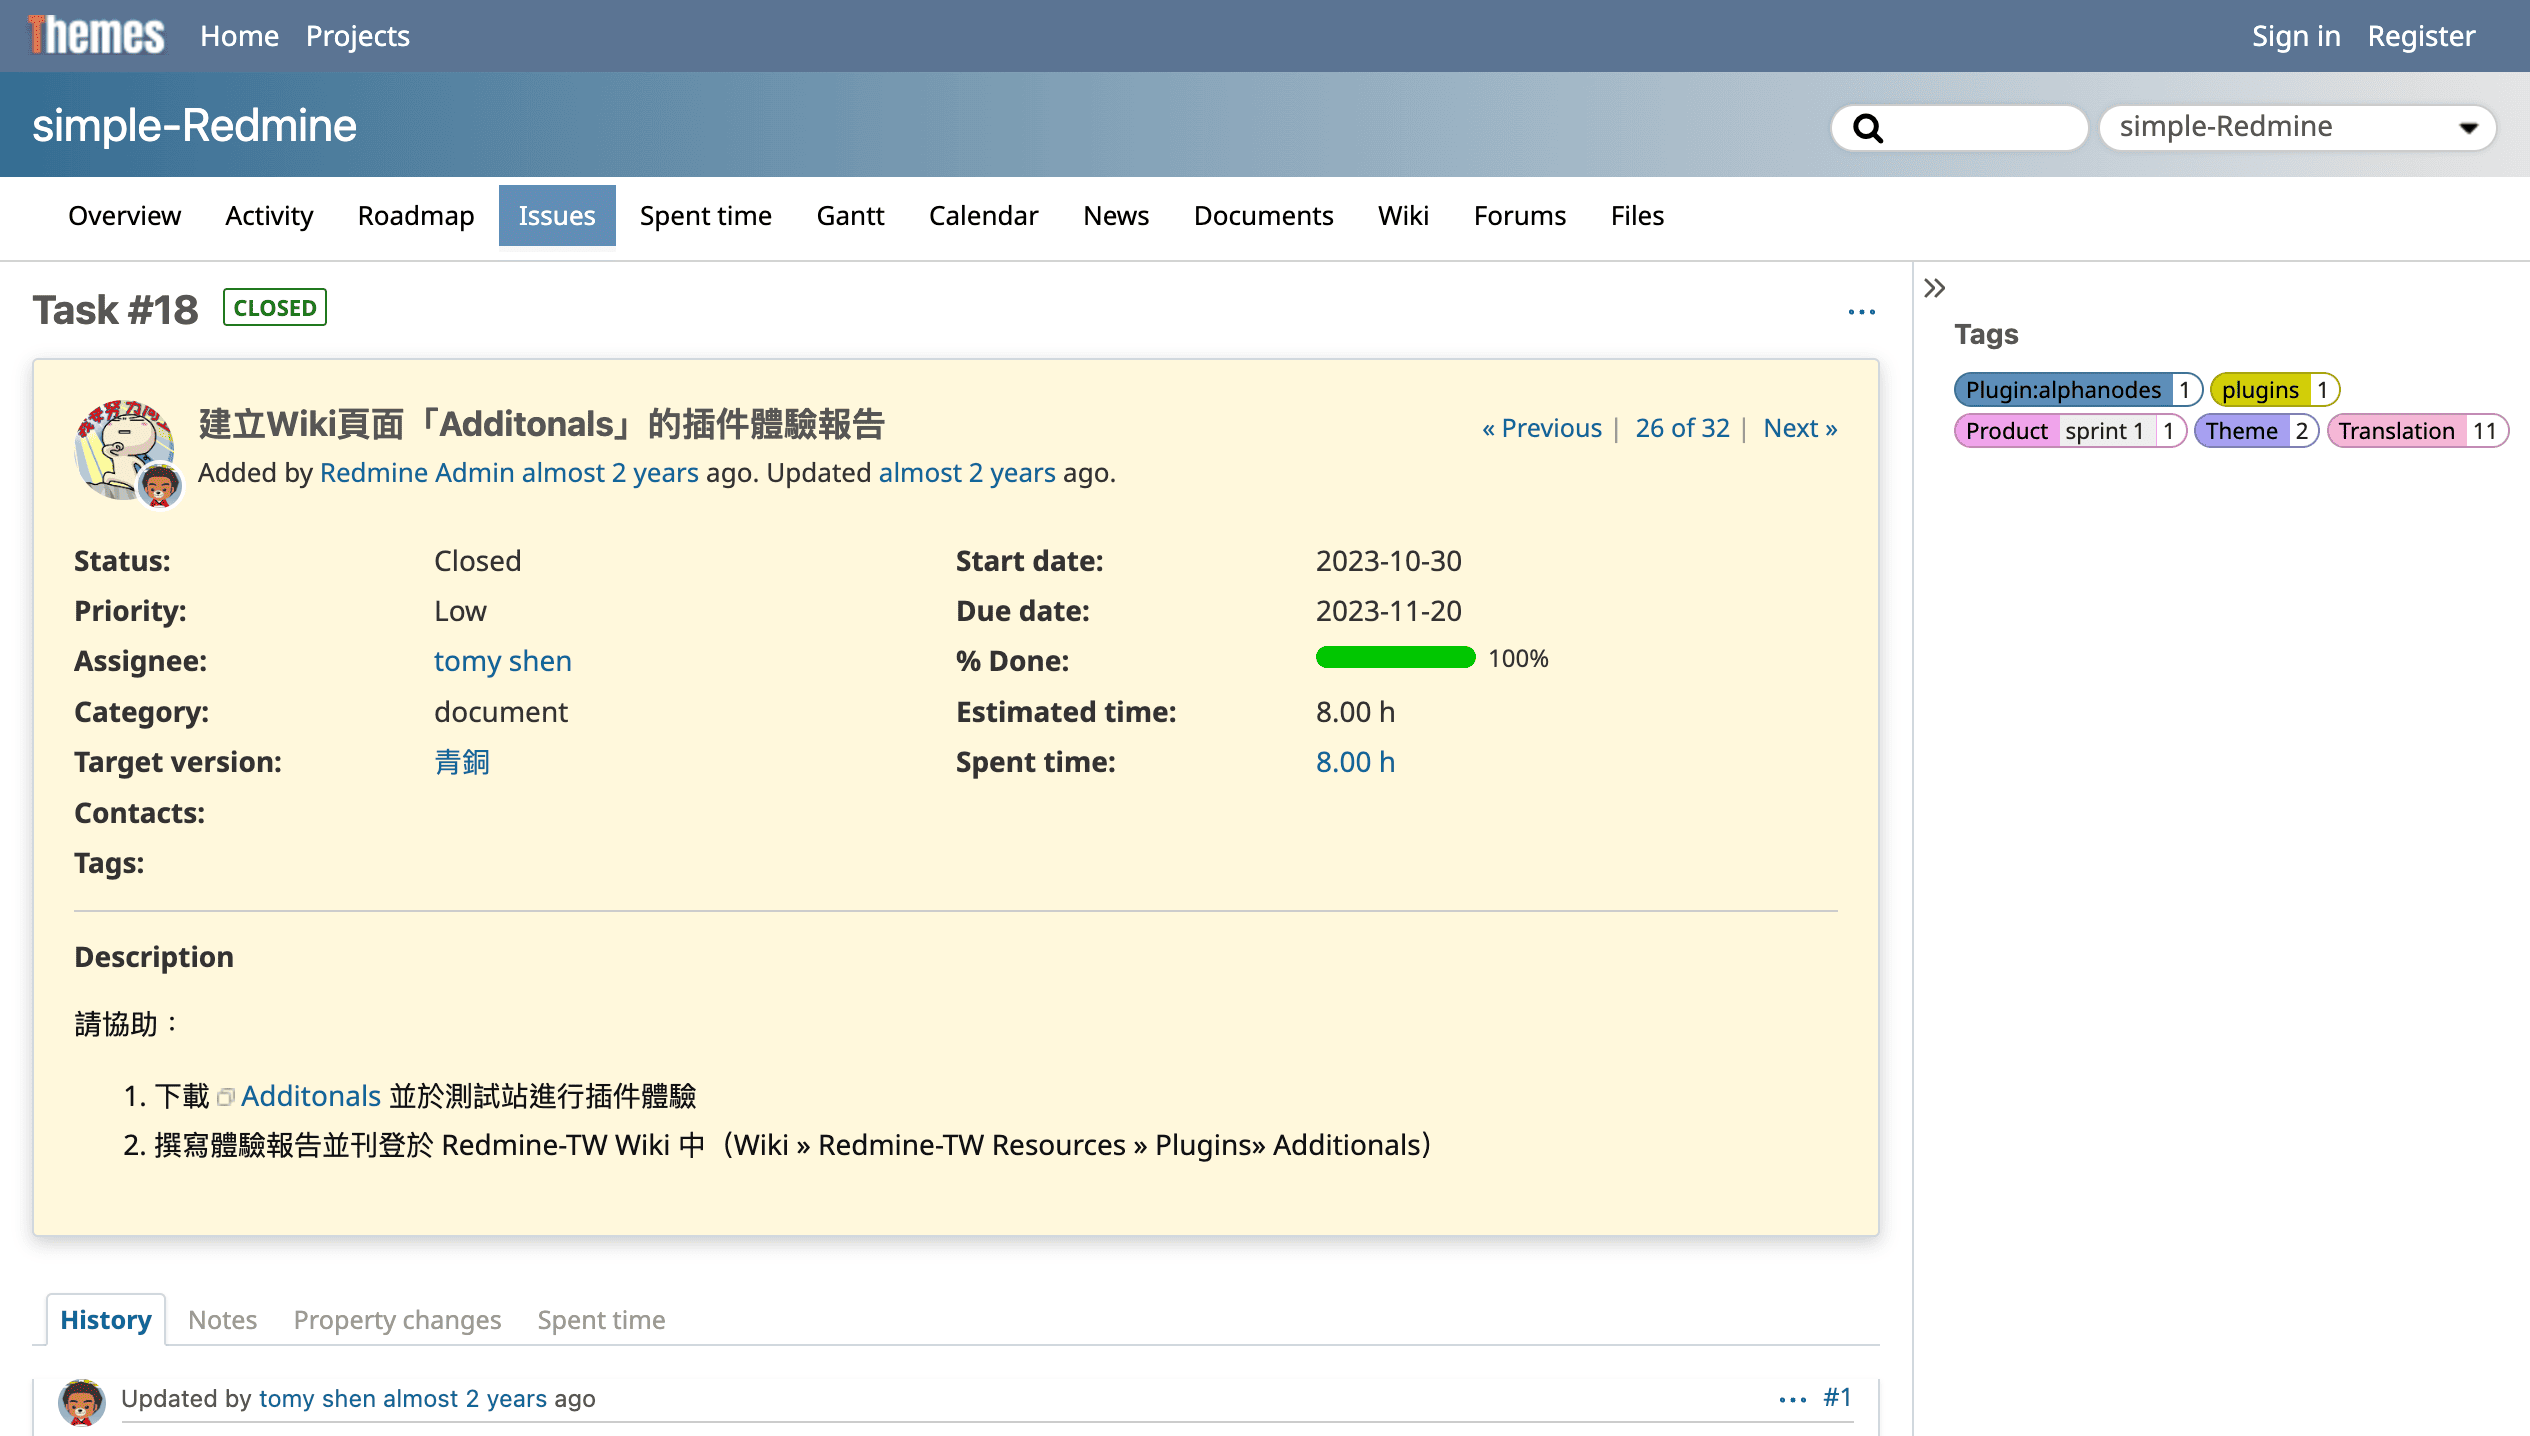 Themes Home Projects Sign in Register
simple-Redmine simple-Redmine
Overview Activity Roadmap Issues Spent time Gantt Calendar News Documents Wiki Forums Files
Task #18 CLOSED ...
Tags
Plugin:alphanodes 1 plugins 1
Product sprint 1 1 Theme 2 Translation 11
建立Wiki頁面「Additonals」的插件體驗報告
« Previous | 26 of 32 | Next »
Added by Redmine Admin almost 2 years ago. Updated almost 2 years ago.
Status: Closed Start date: 2023-10-30
Priority: Low Due date: 2023-11-20
Assignee: tomy shen % Done: 100%
Category: document Estimated time: 8.00 h
Target version: 青銅 Spent time: 8.00 h
Contacts:
Tags:
Description
請協助：
1. 下載 Additonals 並於測試站進行插件體驗
2. 撰寫體驗報告並刊登於 Redmine-TW Wiki 中（Wiki » Redmine-TW Resources » Plugins» Additionals）
History Notes Property changes Spent time
Updated by tomy shen almost 2 years ago ... #1